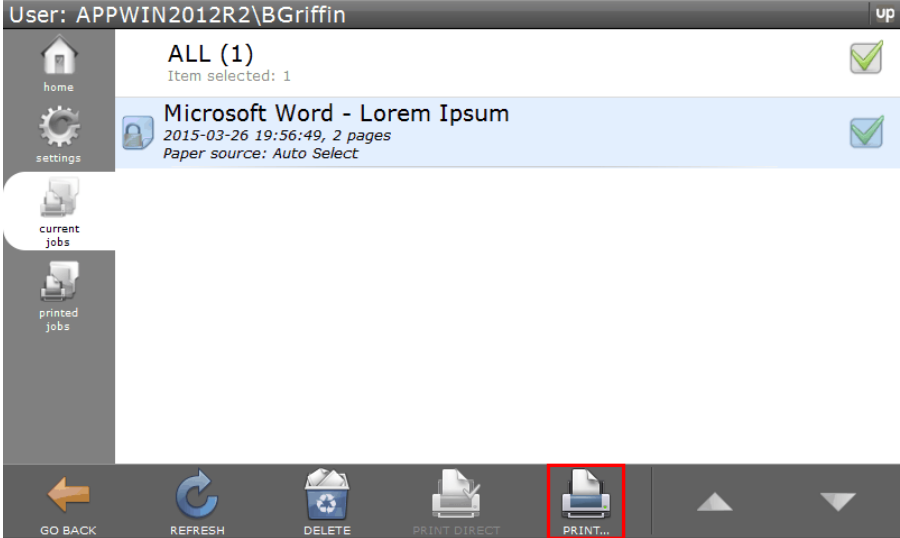 User: APPWIN2012R2\BGriffin
up
home
ALL (1)
Item selected: 1
settings
Microsoft Word - Lorem Ipsum
2015-03-26 19:56:49, 2 pages
Paper source: Auto Select
current
jobs
printed
jobs
GO BACK
REFRESH
DELETE
PRINT DIRECT
PRINT...